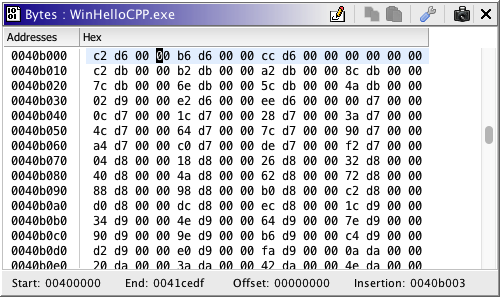 Bytes : WinHelloCPP.exe
Addresses Hex
0040b000 c2 d6 00 00 b6 d6 00 00 cc d6 00 00 00 00 00 00
0040b010 c2 db 00 00 b2 db 00 00 a2 db 00 00 8c db 00 00
0040b020 7c db 00 00 6e db 00 00 5c db 00 00 4a db 00 00
0040b030 02 d9 00 00 e2 d6 00 00 ee d6 00 00 00 d7 00 00
0040b040 0c d7 00 00 1c d7 00 00 28 d7 00 00 3a d7 00 00
0040b050 4c d7 00 00 64 d7 00 00 7c d7 00 00 90 d7 00 00
0040b060 a4 d7 00 00 c0 d7 00 00 de d7 00 00 f2 d7 00 00
0040b070 04 d8 00 00 18 d8 00 00 26 d8 00 00 32 d8 00 00
0040b080 40 d8 00 00 4a d8 00 00 62 d8 00 00 72 d8 00 00
0040b090 88 d8 00 00 98 d8 00 00 b0 d8 00 00 c2 d8 00 00
0040b0a0 d0 d8 00 00 dc d8 00 00 ec d8 00 00 1c d9 00 00
0040b0b0 34 d9 00 00 4e d9 00 00 64 d9 00 00 7e d9 00 00
0040b0c0 90 d9 00 00 9e d9 00 00 b6 d9 00 00 c4 d9 00 00
0040b0d0 d2 d9 00 00 e0 d9 00 00 fa d9 00 00 0a da 00 00
0040b0e0 20 da 00 00 3a da 00 00 42 da 00 00 4e da 00 00
Start: 00400000 End: 0041cedf Offset: 00000000 Insertion: 0040b003